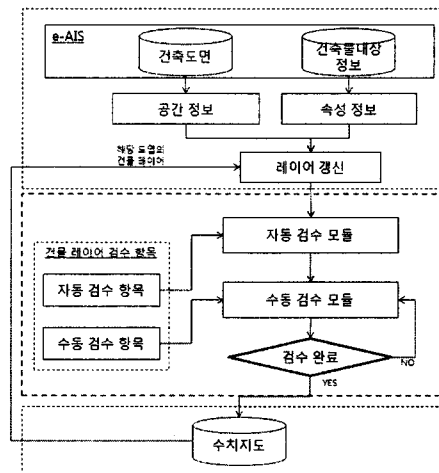 e-AIS
건축도면
건축물대장
정보
공간 정보
속성 정보
해당 도엽의
건물 레이어
레이어 갱신
건물 레이어 검수 항목
자동 검수 모듈
자동 검수 항목
수동 검수 모듈
수동 검수 항목
검수 완료
NO
YES
수치지도